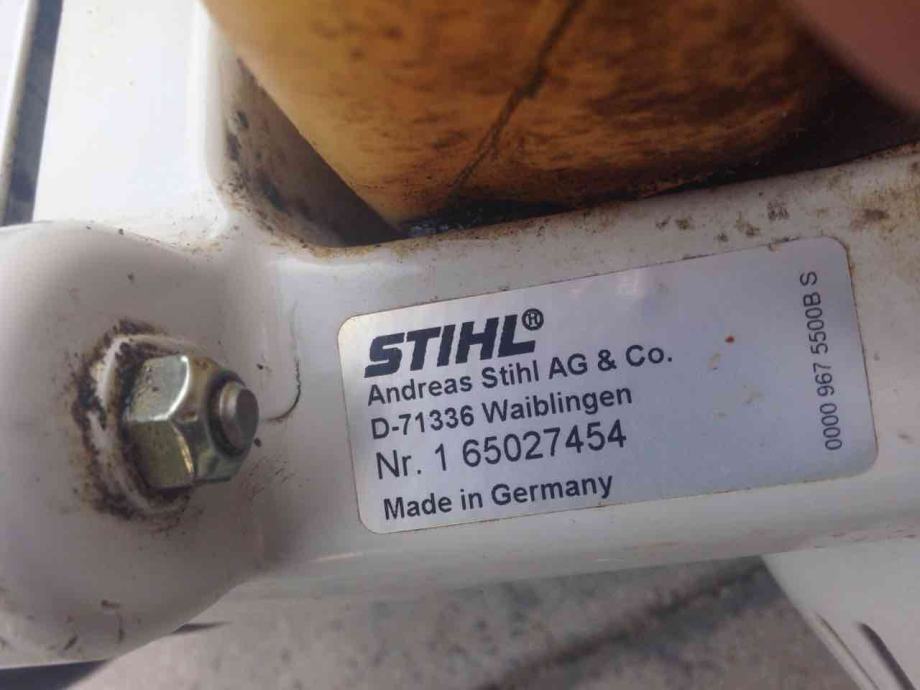 STIHL®
Andreas Stihl AG & Co.
D-71336 Waiblingen
Nr. 1 65027454
Made in Germany
0000 967 5500B S